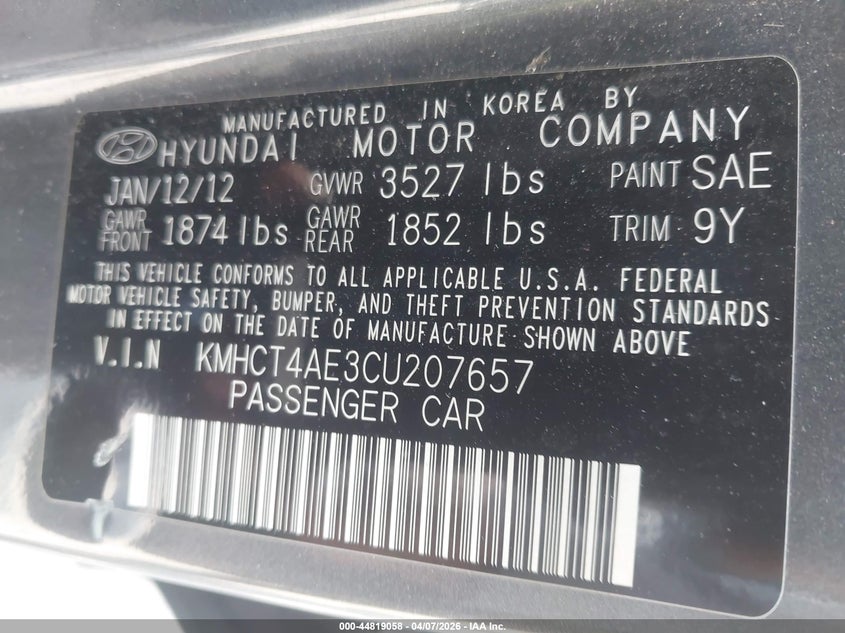 MANUFACTURED IN KOREA BY
HYUNDAI MOTOR COMPANY
JAN/12/12 GVWR 3527 lbs PAINT SAE
GAWR FRONT 1874 lbs GAWR REAR 1852 lbs TRIM 9Y
THIS VEHICLE CONFORMS TO ALL APPLICABLE U.S.A. FEDERAL
MOTOR VEHICLE SAFETY, BUMPER, AND THEFT PREVENTION STANDARDS
IN EFFECT ON THE DATE OF MANUFACTURE SHOWN ABOVE
V.I.N KMHCT4AE3CU207657
PASSENGER CAR
000-44819058 - 04/07/2026 - IAA Inc.